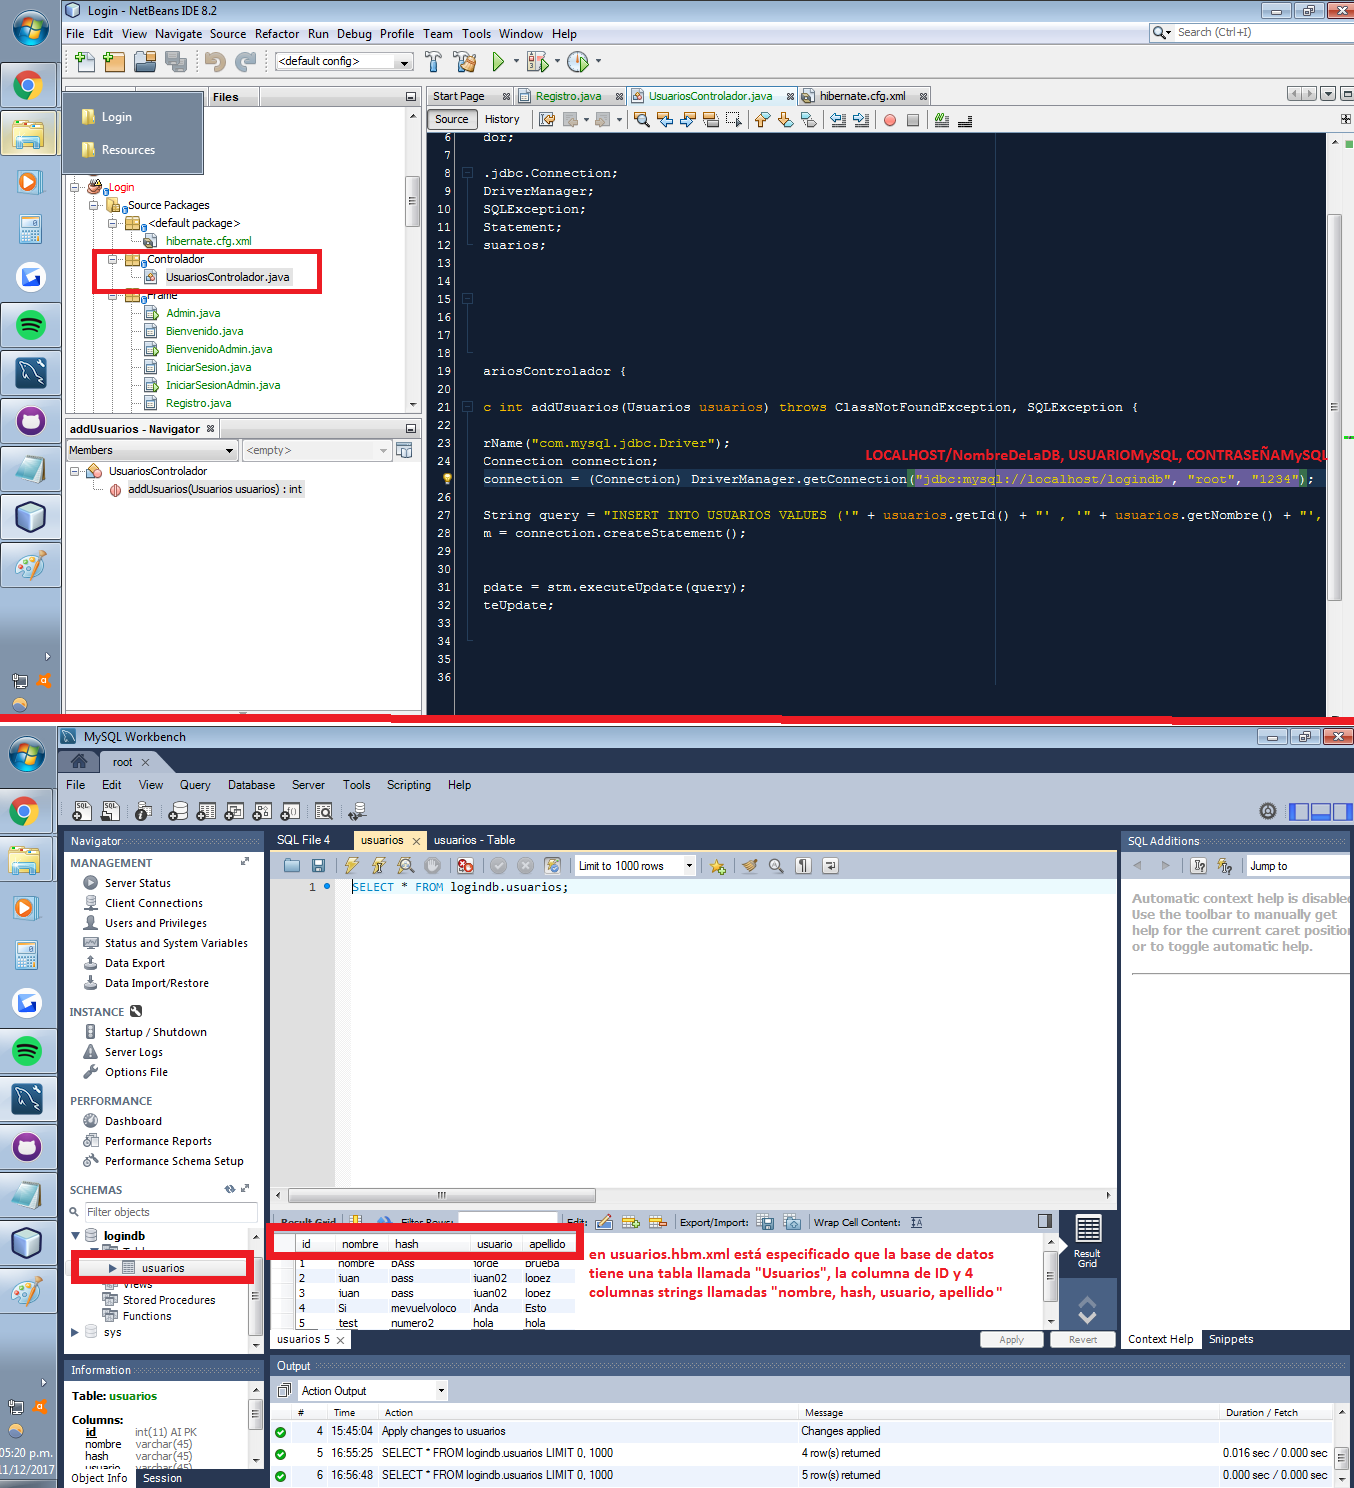 Login - NetBeans IDE 8.2
File Edit View Navigate Source Refactor Run Debug Profile Team Tools Window Help
Search (Ctrl+I)
<default config>
Files
Login
Resources
Login
Source Packages
<default package>
hibernate.cfg.xml
Controlador
UsuariosControlador.java
Frame
Admin.java
Bienvenido.java
BienvenidoAdmin.java
IniciarSesion.java
IniciarSesionAdmin.java
Registro.java
addUsuarios - Navigator
Members
<empty>
UsuariosControlador
addUsuarios(Usuarios usuarios) : int
Start Page
Registro.java
UsuariosControlador.java
hibernate.cfg.xml
Source History
6 dor;
7
8 .jdbc.Connection;
9 DriverManager;
10 SQLException;
11 Statement;
12 suarios;
13
14
15
16
17
18
19 ariosControlador {
20
21 c int addUsuarios(Usuarios usuarios) throws ClassNotFoundException, SQLException {
22
23 rName("com.mysql.jdbc.Driver");
24 Connection connection;
LOCALHOST/NombreDeLaDB, USUARIOMySQL, CONTRASEÑAMySQL
connection = (Connection) DriverManager.getConnection("jdbc:mysql://localhost/logindb", "root", "1234");
26
27 String query = "INSERT INTO USUARIOS VALUES ('" + usuarios.getId() + "' , '" + usuarios.getNombre() + "',
28 m = connection.createStatement();
29
30
31 pdate = stm.executeUpdate(query);
32 teUpdate;
33
34
35
36
MySQL Workbench
root
File Edit View Query Database Server Tools Scripting Help
Navigator
MANAGEMENT
Server Status
Client Connections
Users and Privileges
Status and System Variables
Data Export
Data Import/Restore
INSTANCE
Startup / Shutdown
Server Logs
Options File
PERFORMANCE
Dashboard
Performance Reports
Performance Schema Setup
SCHEMAS
Filter objects
logindb
usuarios
Views
Stored Procedures
Functions
sys
Information
Table: usuarios
Columns:
id int(11) AI PK
nombre varchar(45)
hash varchar(45)
usuario varchar(45)
Object Info Session
05:20 p.m.
11/12/2017
SQL File 4 usuarios usuarios - Table
Limit to 1000 rows
1 SELECT * FROM logindb.usuarios;
SQL Additions
Jump to
Automatic context help is disabled
Use the toolbar to manually get
help for the current caret position
or to toggle automatic help.
Result Grid Filter Rows: Edit: Export/Import: Wrap Cell Content:
id nombre hash usuario apellido
1 nombre pAss jorge prueba
2 juan pass juan02 lopez
3 juan pass juan02 lopez
4 Si mevuelvoloco Anda Esto
5 test numero2 hola hola
en usuarios.hbm.xml está especificado que la base de datos
tiene una tabla llamada "Usuarios", la columna de ID y 4
columnas strings llamadas "nombre, hash, usuario, apellido"
Result
Grid
usuarios 5
Apply Revert
Context Help Snippets
Output
Action Output
# Time Action Message Duration / Fetch
4 15:45:04 Apply changes to usuarios Changes applied
5 16:55:25 SELECT * FROM logindb.usuarios LIMIT 0, 1000 4 row(s) returned 0.016 sec / 0.000 sec
6 16:56:48 SELECT * FROM logindb.usuarios LIMIT 0, 1000 5 row(s) returned 0.000 sec / 0.000 sec